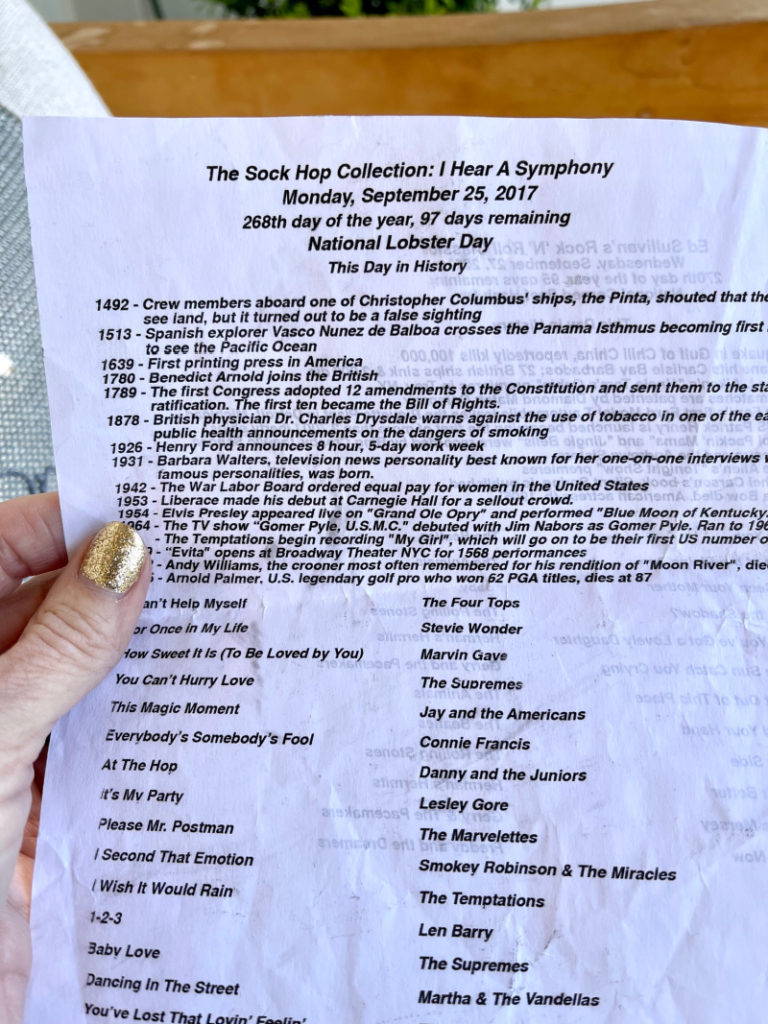 The Sock Hop Collection: I Hear A Symphony
Monday, September 25, 2017
268th day of the year, 97 days remaining
National Lobster Day
This Day in History
1492 - Crew members aboard one of Christopher Columbus' ships, the Pinta, shouted that the
see land, but it turned out to be a false sighting
1513 - Spanish explorer Vasco Nunez de Balboa crosses the Panama Isthmus becoming first
to see the Pacific Ocean
1639 - First printing press in America
1780 - Benedict Arnold joins the British
1789 - The first Congress adopted 12 amendments to the Constitution and sent them to the sta
ratification. The first ten became the Bill of Rights.
1878 - British physician Dr. Charles Drysdale warns against the use of tobacco in one of the ea
public health announcements on the dangers of smoking
1926 - Henry Ford announces 8 hour, 5-day work week
1931 - Barbara Walters, television news personality best known for her one-on-one interviews w
famous personalities, was born.
1942 - The War Labor Board ordered equal pay for women in the United States
1953 - Liberace made his debut at Carnegie Hall for a sellout crowd.
1954 - Elvis Presley appeared live on "Grand Ole Opry" and performed "Blue Moon of Kentucky.
1964 - The TV show "Gomer Pyle, U.S.M.C." debuted with Jim Nabors as Gomer Pyle. Ran to 196
- The Temptations begin recording "My Girl", which will go on to be their first US number o
- "Evita" opens at Broadway Theater NYC for 1568 performances
- Andy Williams, the crooner most often remembered for his rendition of "Moon River", die
- Arnold Palmer, U.S. legendary golf pro who won 62 PGA titles, dies at 87
an't Help Myself The Four Tops
or Once in My Life Stevie Wonder
How Sweet It Is (To Be Loved by You) Marvin Gaye
You Can't Hurry Love The Supremes
This Magic Moment Jay and the Americans
Everybody's Somebody's Fool Connie Francis
At The Hop Danny and the Juniors
It's My Party Lesley Gore
Please Mr. Postman The Marvelettes
I Second That Emotion Smokey Robinson & The Miracles
I Wish It Would Rain The Temptations
1-2-3 Len Barry
Baby Love The Supremes
Dancing In The Street Martha & The Vandellas
You've Lost That Lovin' Feelin'